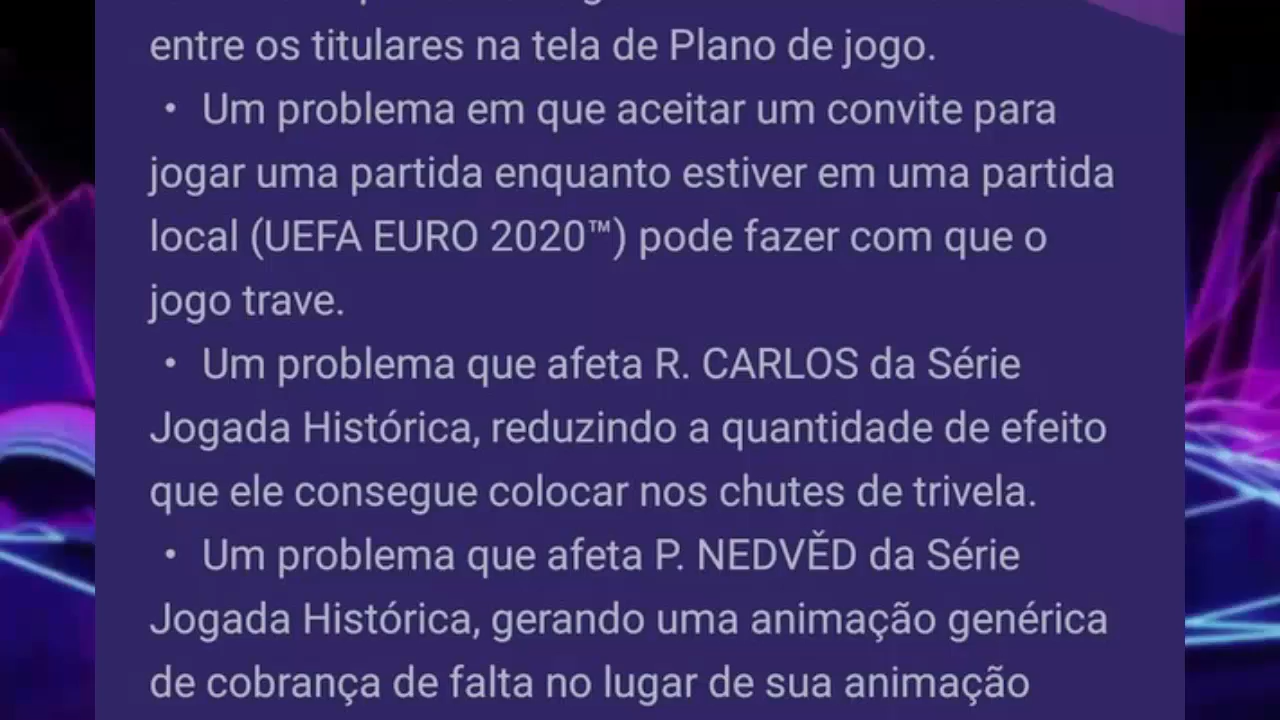 entre os titulares na tela de Plano de jogo.
• Um problema em que aceitar um convite para
jogar uma partida enquanto estiver em uma partida
local (UEFA EURO 2020™) pode fazer com que o
jogo trave.
• Um problema que afeta R. CARLOS da Série
Jogada Histórica, reduzindo a quantidade de efeito
que ele consegue colocar nos chutes de trivela.
• Um problema que afeta P. NEDVĚD da Série
Jogada Histórica, gerando uma animação genérica
de cobrança de falta no lugar de sua animação